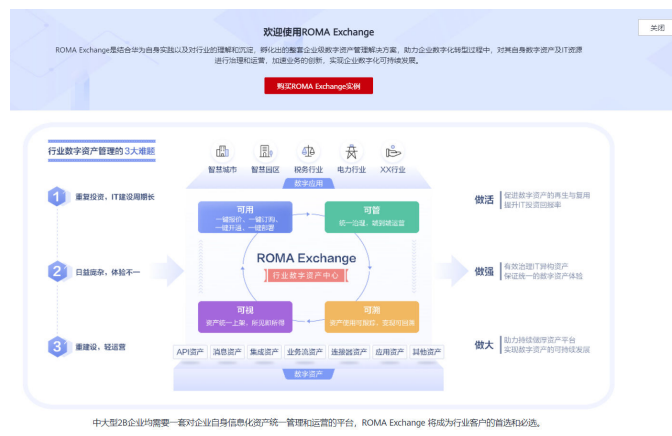 欢迎使用ROMA Exchange
关闭
ROMA Exchange是结合华为自身实践以及对行业的理解和沉淀，孵化出的整套企业级数字资产管理解决方案，助力企业数字化转型过程中，对其自身数字资产及IT资源
进行治理和运营，加速业务的创新，实现企业数字化可持续发展。
购买ROMA Exchange实例
行业数字资产管理的3大难题
1 重复投资，IT建设周期长
2 日益庞杂，体验不一
3 重建设，轻运营
智慧城市 智慧园区 税务行业 电力行业 XX行业
数字应用
可用
一键报价，一键订购，
一键开通，一键部署
可管
统一治理，端到端运营
ROMA Exchange
行业数字资产中心
可视
资产统一上架，所见即所得
可溯
资产使用可跟踪，变现可回溯
API资产 消息资产 集成资产 业务流资产 连接器资产 应用资产 其他资产
数字资产
做活
促进数字资产的再生与复用
提升IT投资回报率
做强
有效治理IT异构资产
保证统一的数字资产体验
做大
助力持续循序资产平台
实现数字资产的可持续发展
中大型2B企业均需要一套对企业自身信息化资产统一管理和运营的平台，ROMA Exchange 将成为行业客户的首选和必选。